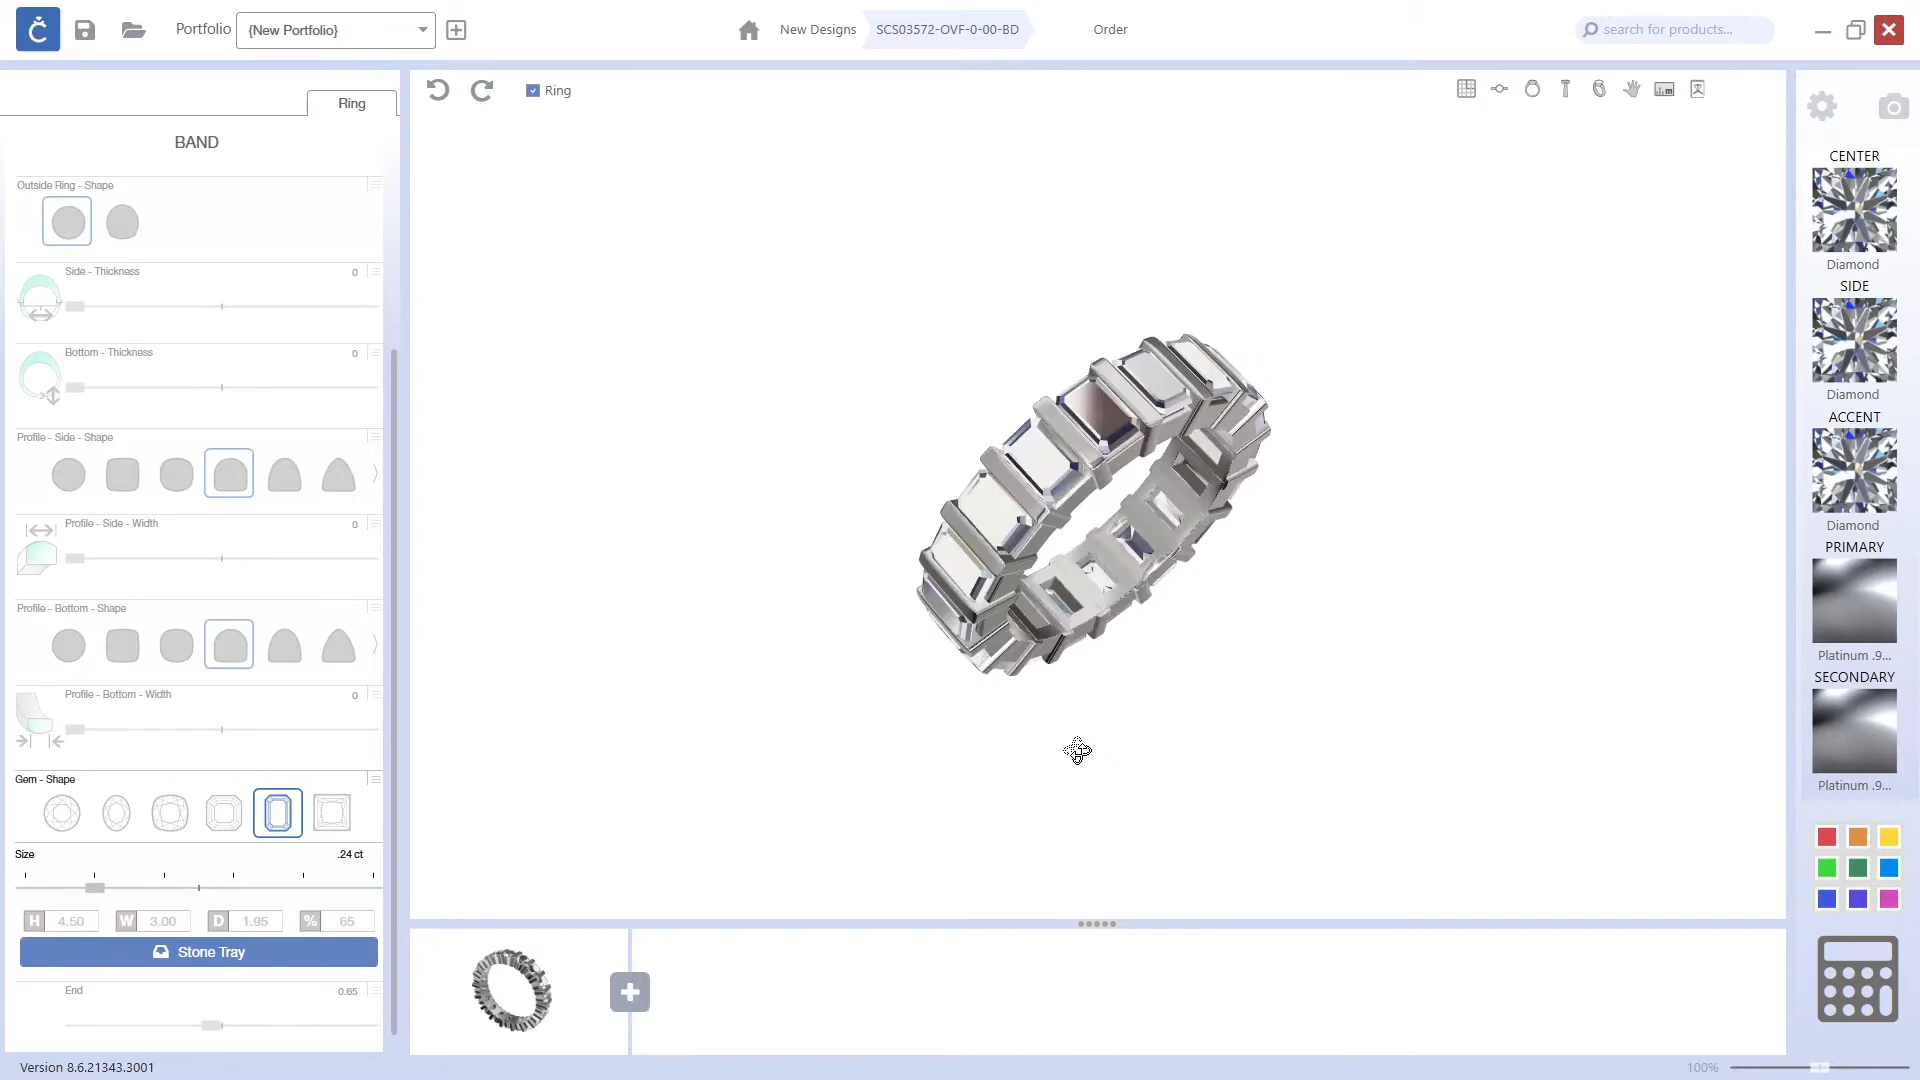 Portfolio
{New Portfolio}
New Designs
SCS03572-OVF-0-00-BD
Order
search for products...
Ring
BAND
Outside Ring - Shape
Side - Thickness
0
Bottom - Thickness
0
Profile - Side - Shape
Profile - Side - Width
0
Profile - Bottom - Shape
Profile - Bottom - Width
0
Gem - Shape
Size
.24 ct
H 4.50 W 3.00 D 1.95 % 65
Stone Tray
End
0.65
Version 8.6.21343.3001
Ring
CENTER
Diamond
SIDE
Diamond
ACCENT
Diamond
PRIMARY
Platinum .9...
SECONDARY
Platinum .9...
100%